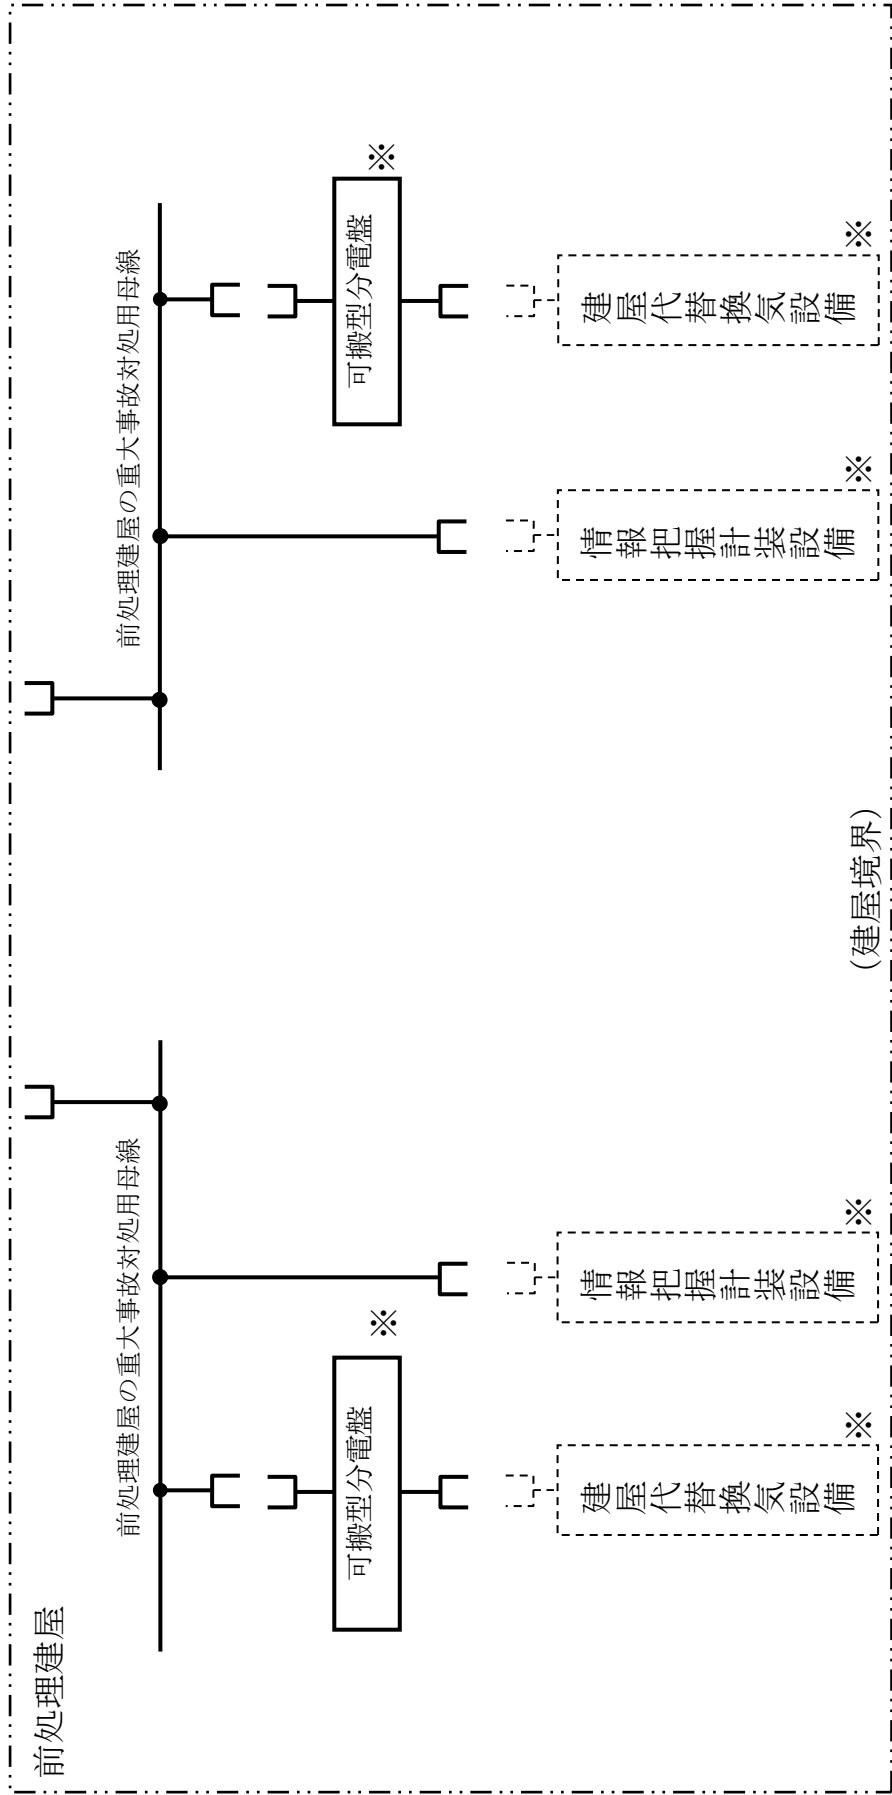 前処理建屋
前処理建屋の重大事故対処用母線
前処理建屋の重大事故対処用母線
可搬型分電盤
※
可搬型分電盤
※
建屋代替換気設備
※
情報把握計装設備
※
情報把握計装設備
※
建屋代替換気設備
※
(建屋境界)